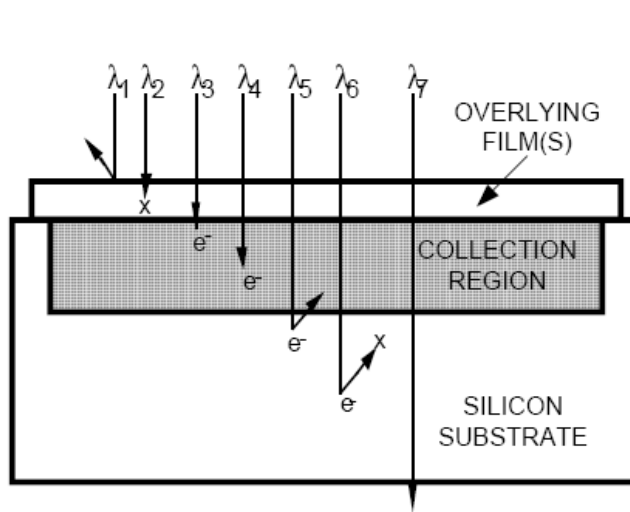 λ1 λ2 λ3 λ4 λ5 λ6 λ7
OVERLYING
FILM(S)
x
e-
COLLECTION
REGION
e-
e-
x
e-
SILICON
SUBSTRATE